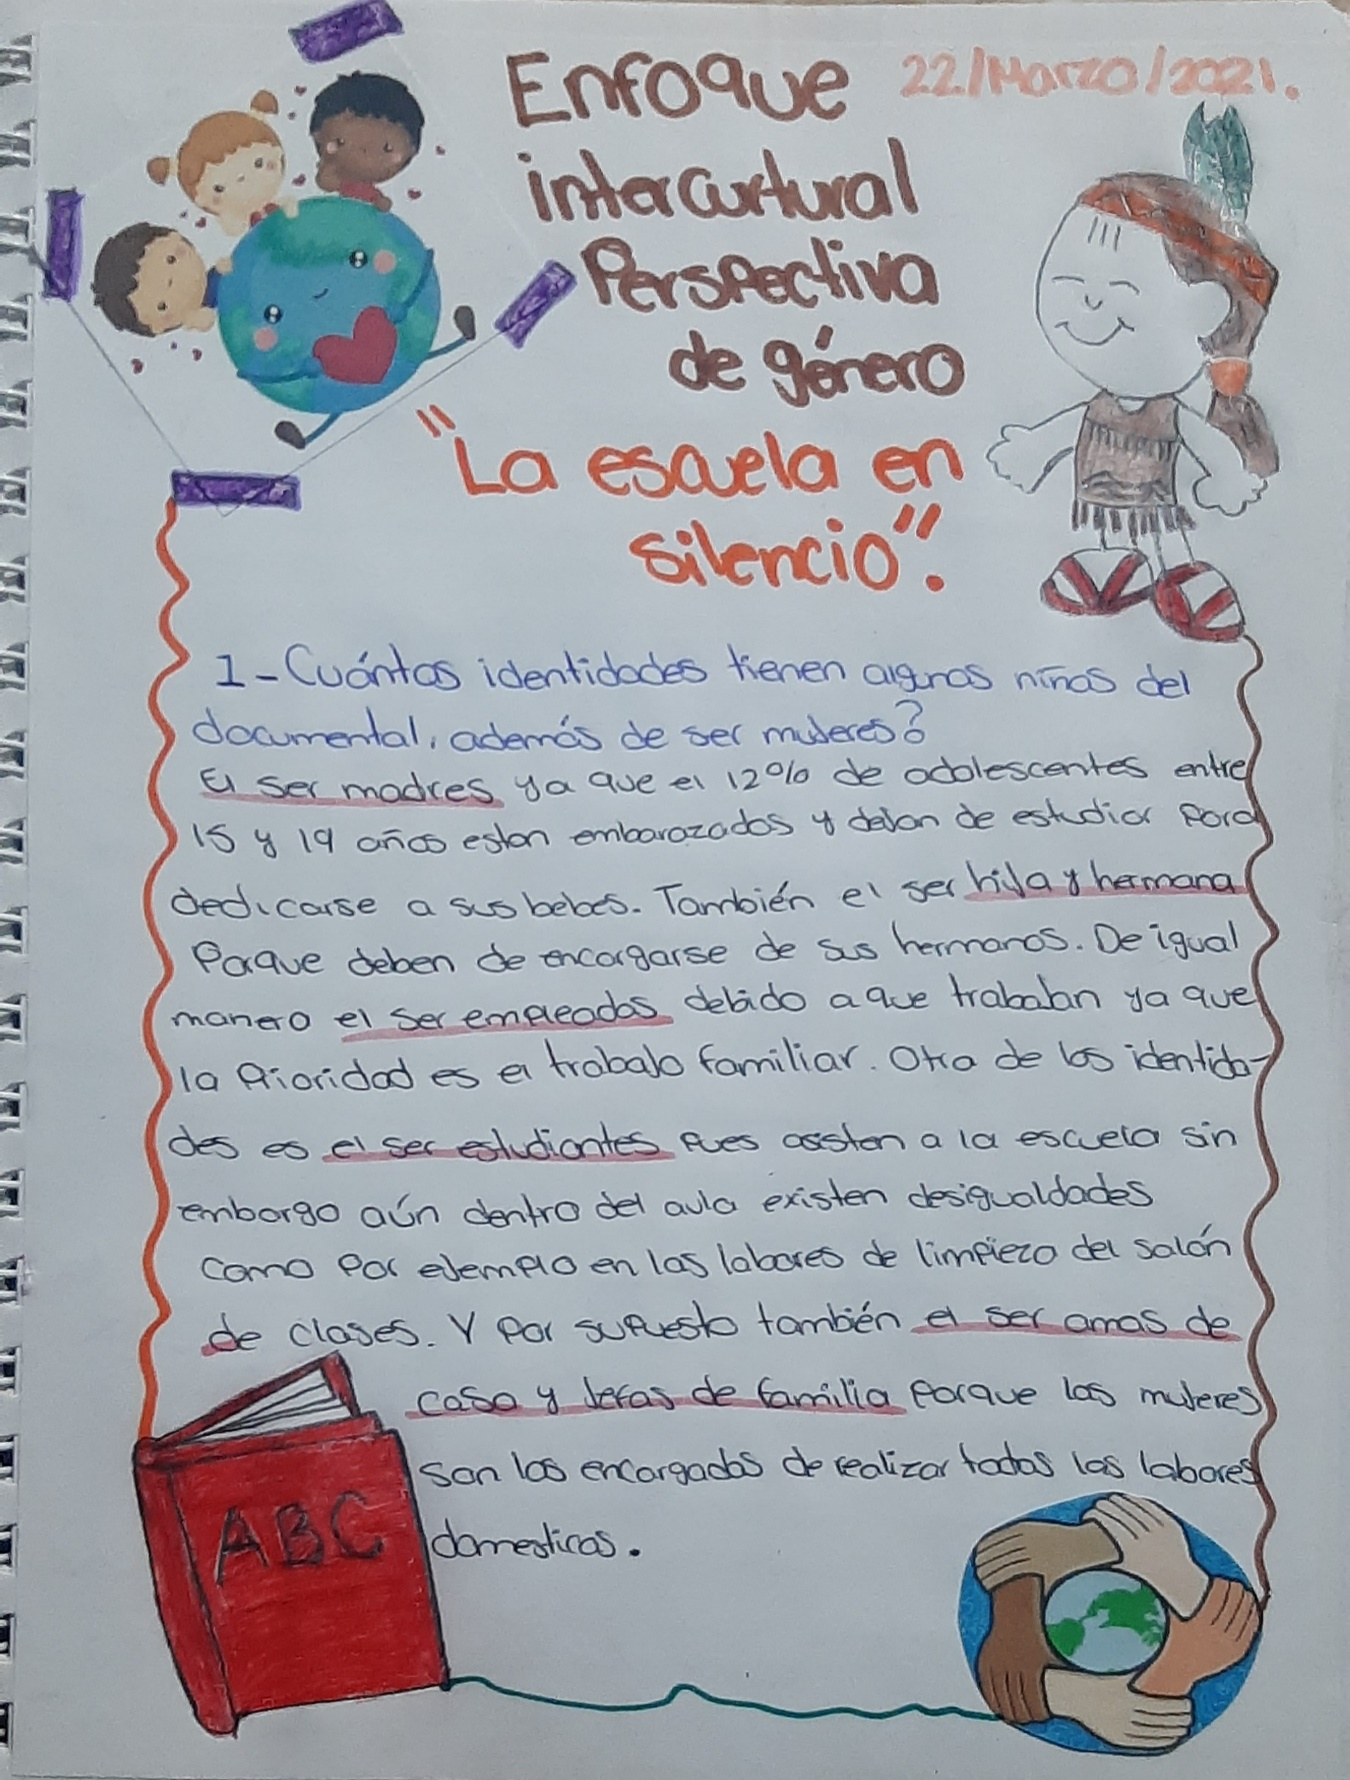 22/Marzo/2021.
Enfoque
intercurtural
Perspectiva
de género
"La escuela en
silencio".
1-Cuántas identidades tienen algunas niñas del
documental, además de ser mujeres?
El ser madres ya que el 12% de adolescentes entre
15 y 19 años estan embarazadas y dejan de estudiar para
dedicarse a sus bebes. También el ser hija y hermana
Porque deben de encargarse de sus hermanos. De igual
manera el ser empleadas debido a que trabajan ya que
la Prioridad es el trabajo familiar. Otra de las identida-
des es el ser estudiantes pues asisten a la escuela sin
embargo aún dentro del aula existen desigualdades
como por ejemplo en las labores de limpieza del salón
de clases. Y por supuesto también el ser amas de
casa y jefas de familia porque las mujeres
son las encargadas de realizar todas las labores
domesticas.
ABC